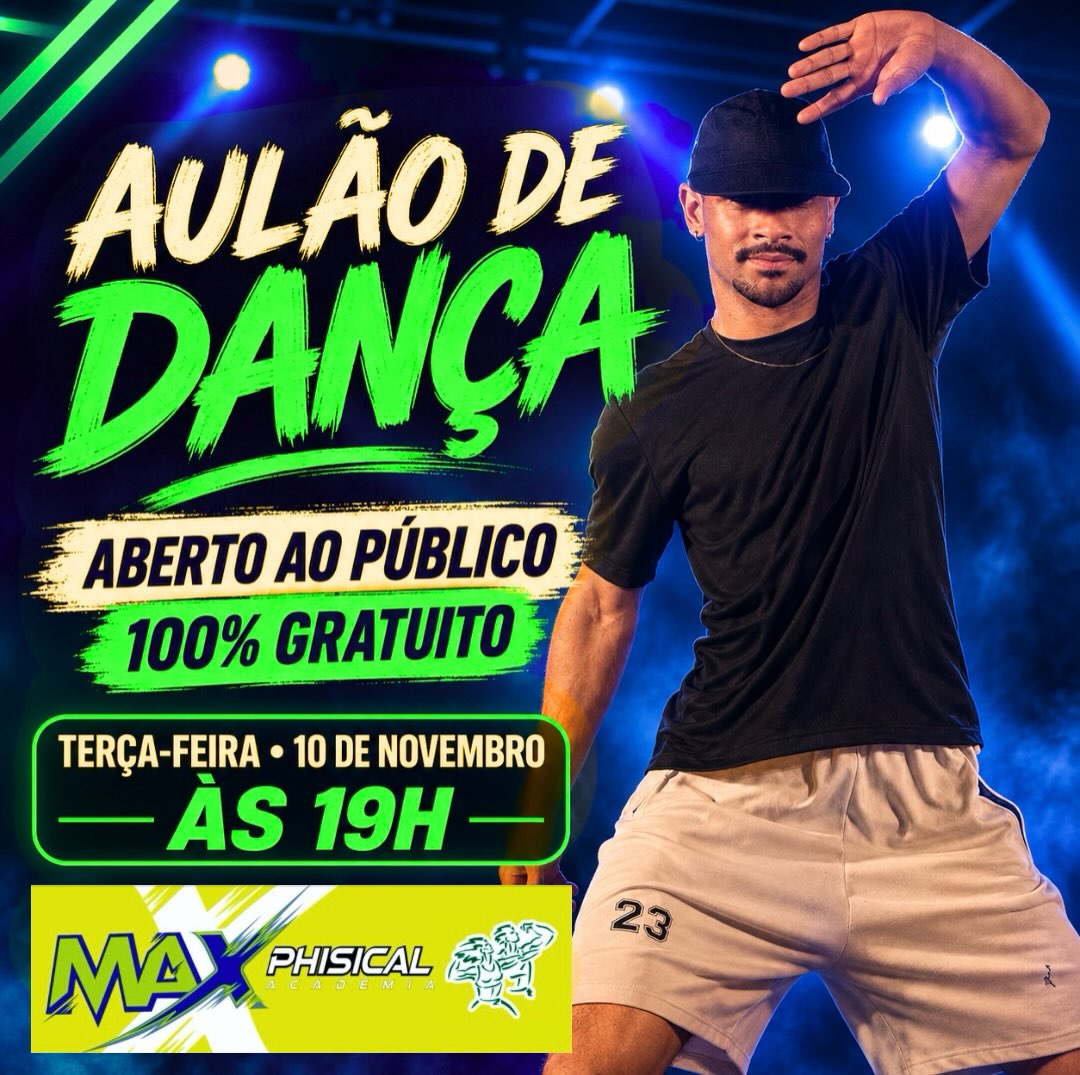 AULÃO DE
DANÇA
ABERTO AO PÚBLICO
100% GRATUITO
TERÇA-FEIRA • 10 DE NOVEMBRO
ÀS 19H
MAX PHISICAL
ACADEMIA
23